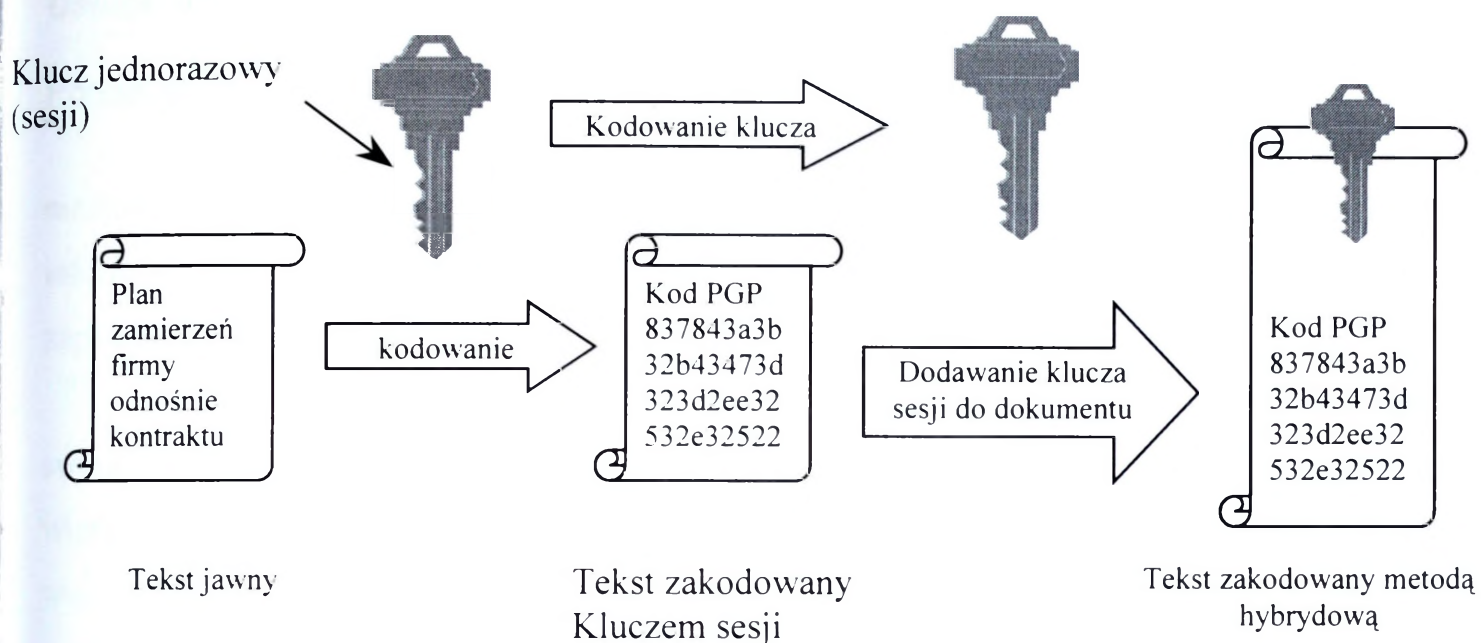 Klucz jednorazowy
(sesji)
Kodowanie klucza
Plan
zamierzeń
firmy
odnośnie
kontraktu
kodowanie
Kod PGP
837843a3b
32b43473d
323d2ee32
532e32522
Dodawanie klucza
sesji do dokumentu
Kod PGP
837843a3b
32b43473d
323d2ee32
532e32522
Tekst jawny
Tekst zakodowany
Kluczem sesji
Tekst zakodowany metodą
hybrydową